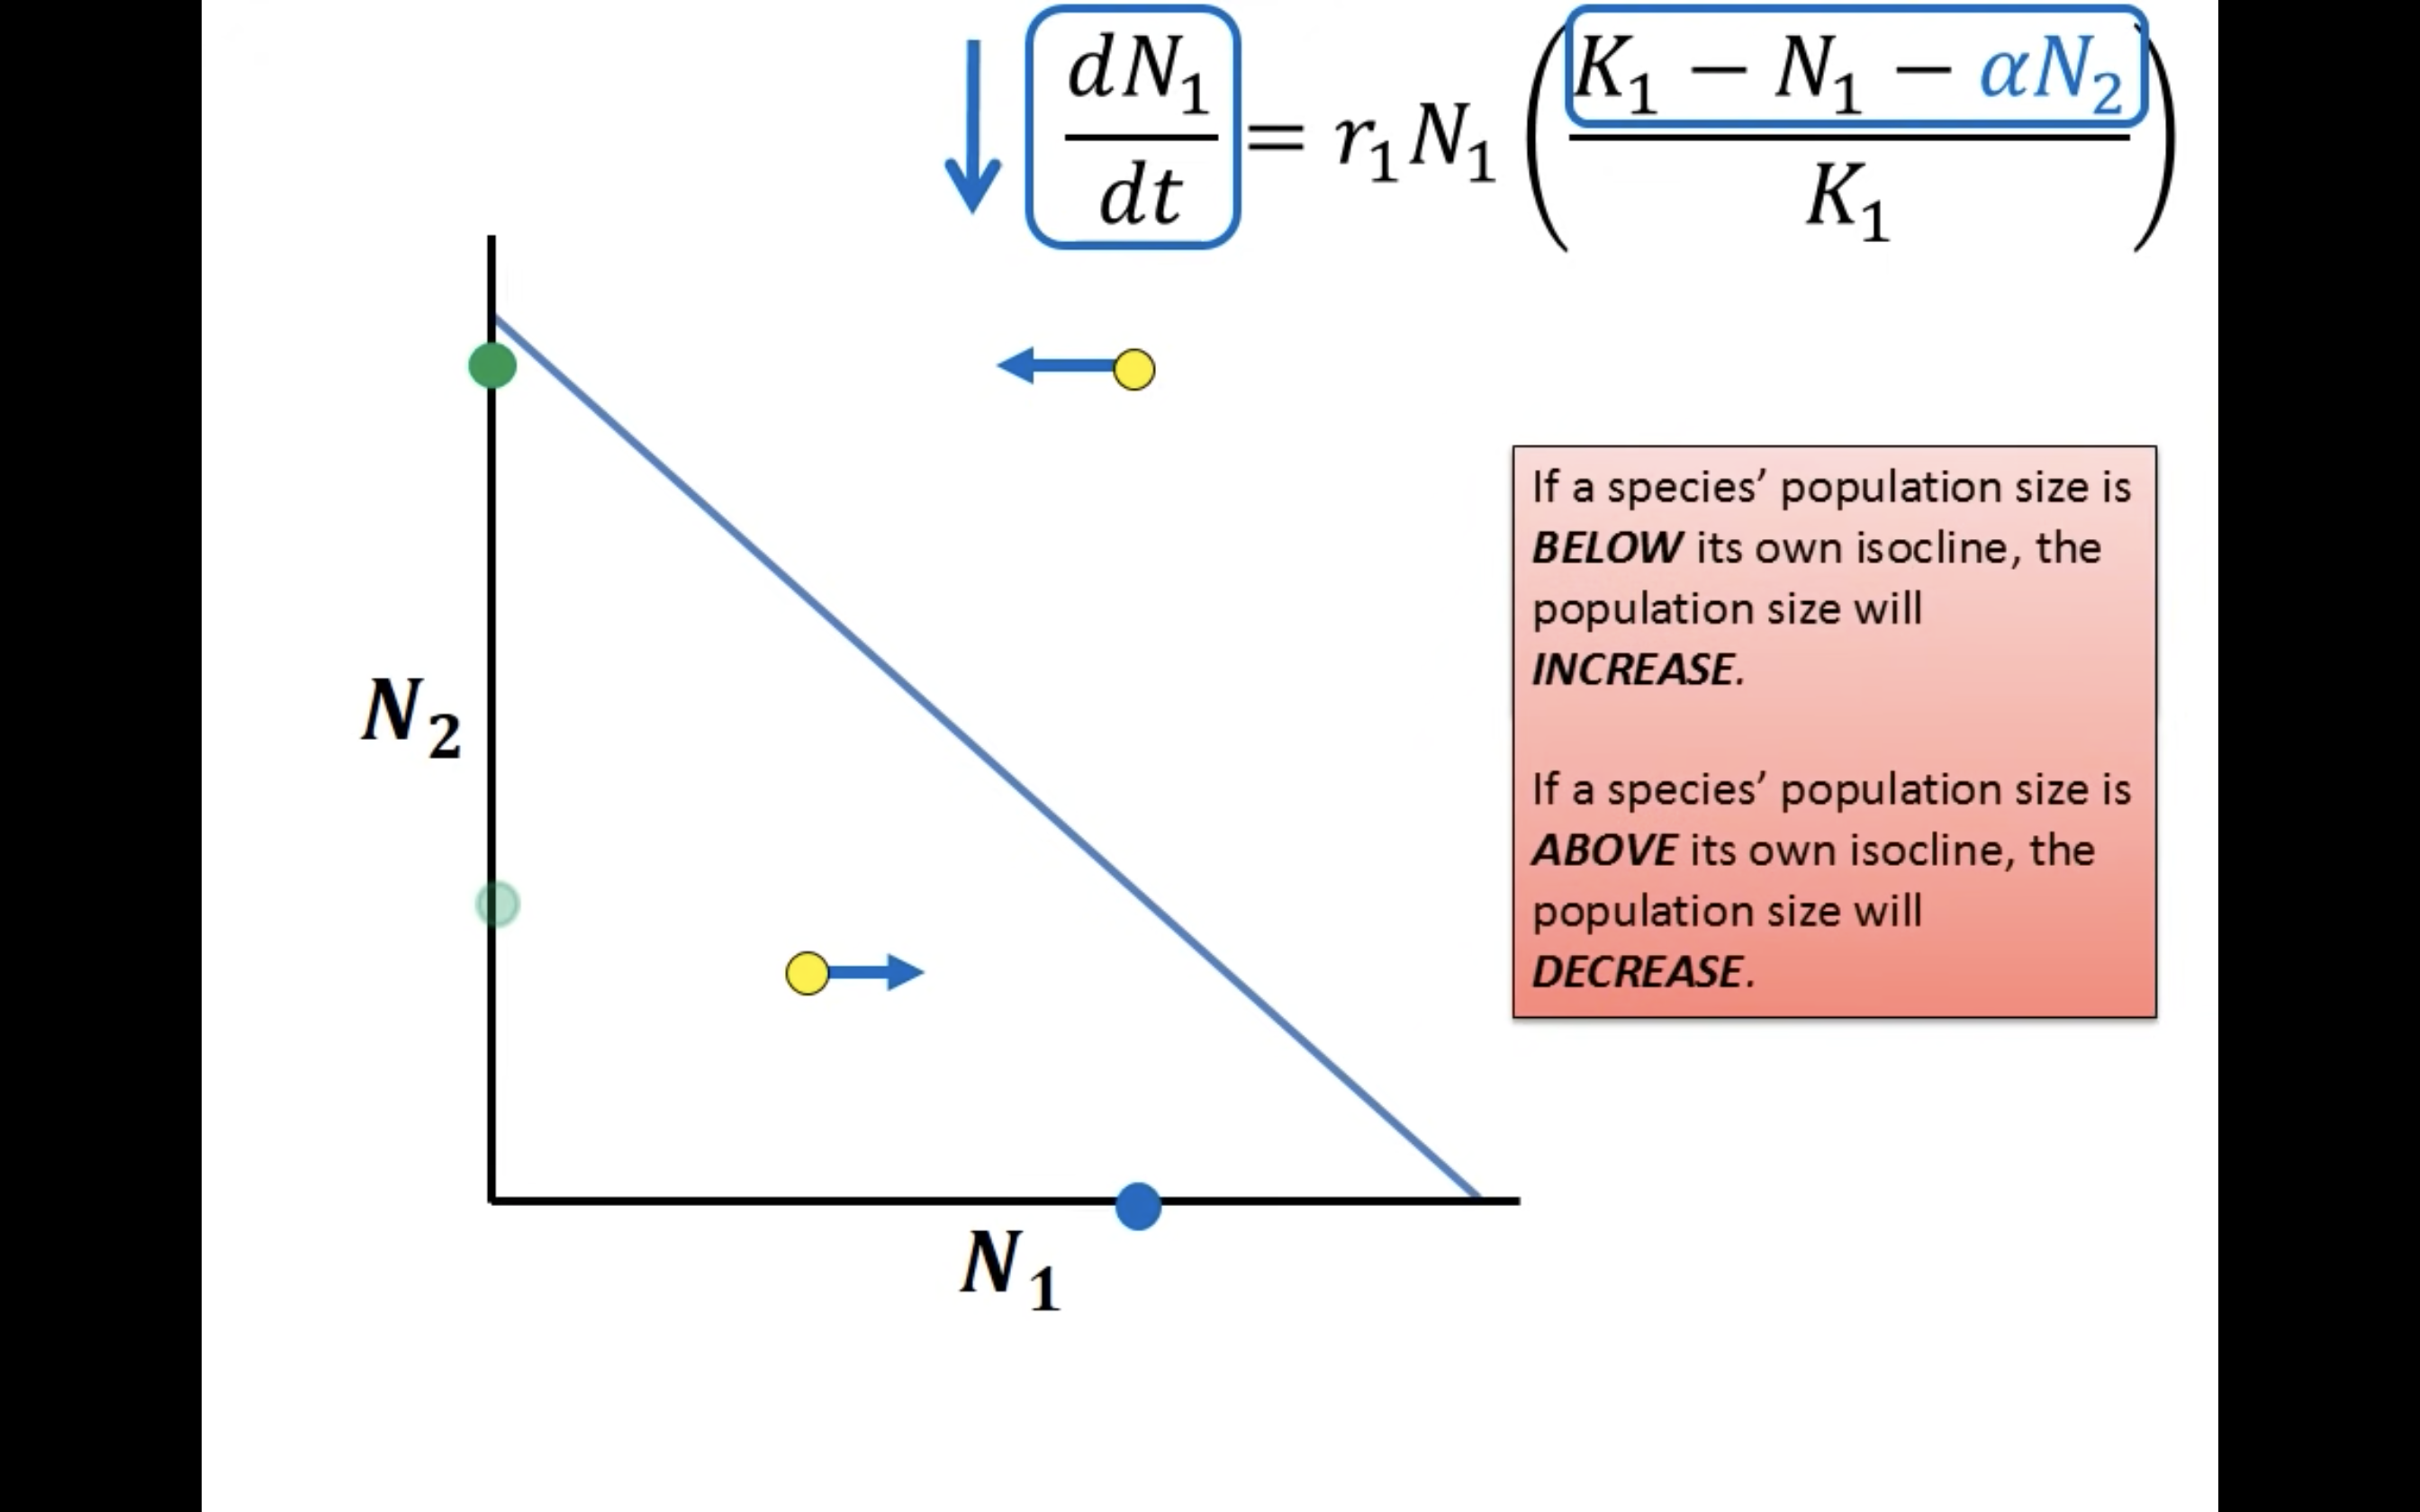 dN₁/dt = r₁N₁ ((K₁ − N₁ − αN₂)/K₁)
If a species’ population size is
BELOW its own isocline, the
population size will
INCREASE.
If a species’ population size is
ABOVE its own isocline, the
population size will
DECREASE.
N₂
N₁